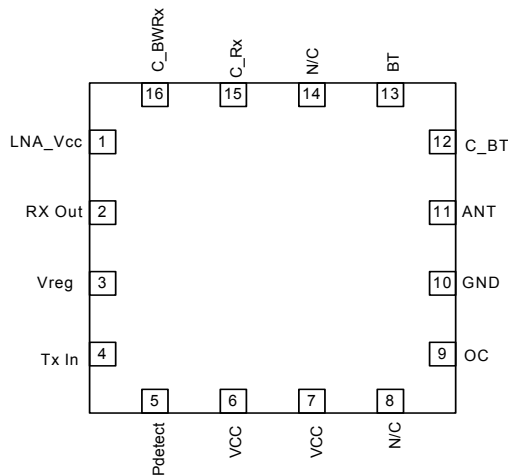 C_BWRx
C_Rx
N/C
BT
16
15
14
13
LNA_Vcc 1
12 C_BT
RX Out 2
11 ANT
Vreg 3
10 GND
Tx In 4
9 OC
5
6
7
8
Pdetect
VCC
VCC
N/C